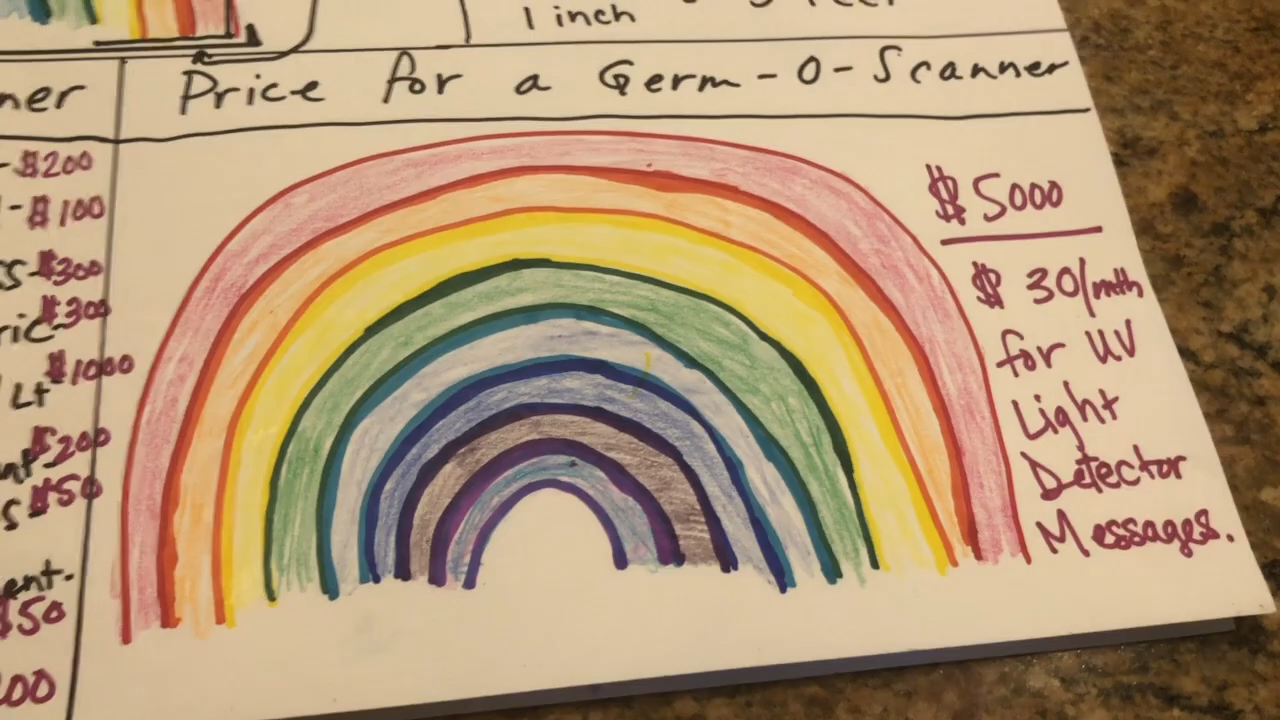 1 inch
ner
Price for a Germ-O-Scanner
-$200
-$100
-$300
ric-$300
Lt $1000
$200
$50
ent.
$50
00
$5000
$30/mth
for UV
Light
Detector
Messages.